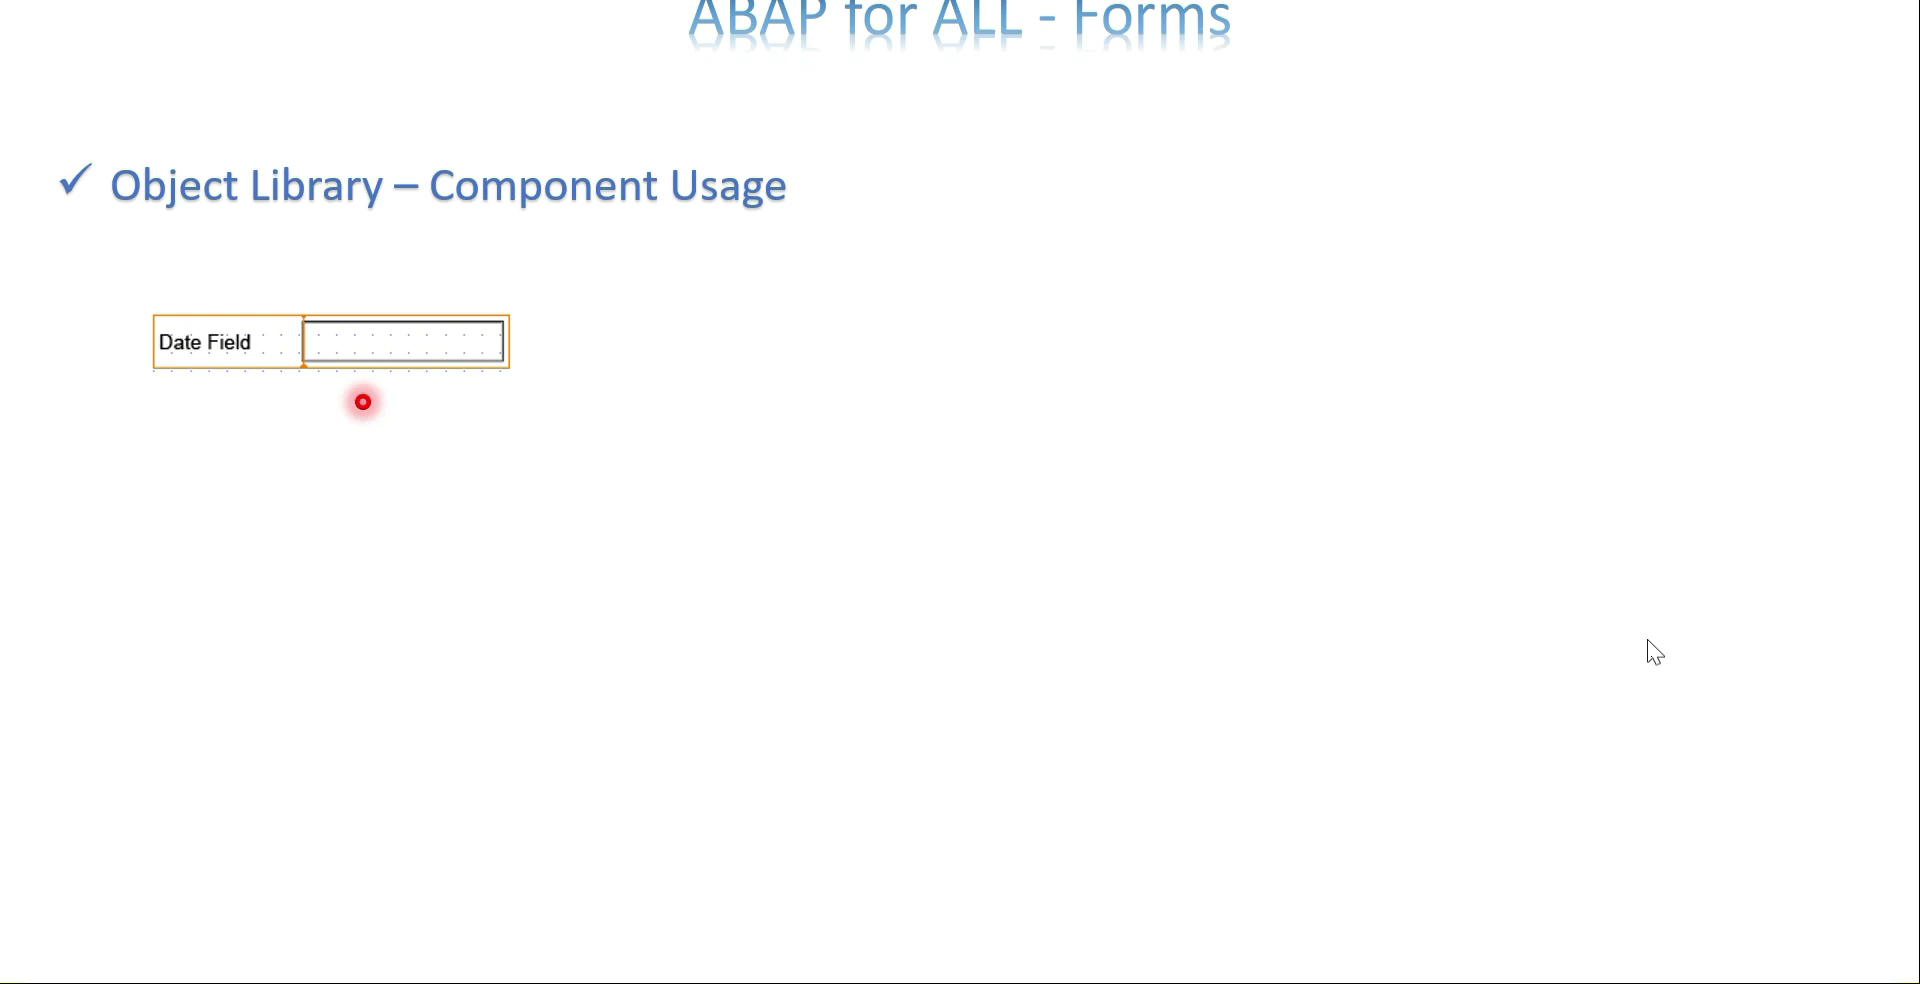 ABAP for ALL - Forms
✓ Object Library – Component Usage
Date Field